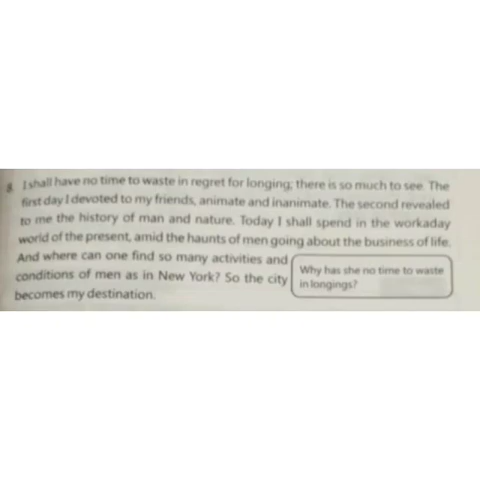 8. I shall have no time to waste in regret for longing; there is so much to see. The
first day I devoted to my friends, animate and inanimate. The second revealed
to me the history of man and nature. Today I shall spend in the workaday
world of the present, amid the haunts of men going about the business of life.
And where can one find so many activities and
conditions of men as in New York? So the city
becomes my destination.
Why has she no time to waste
in longings?